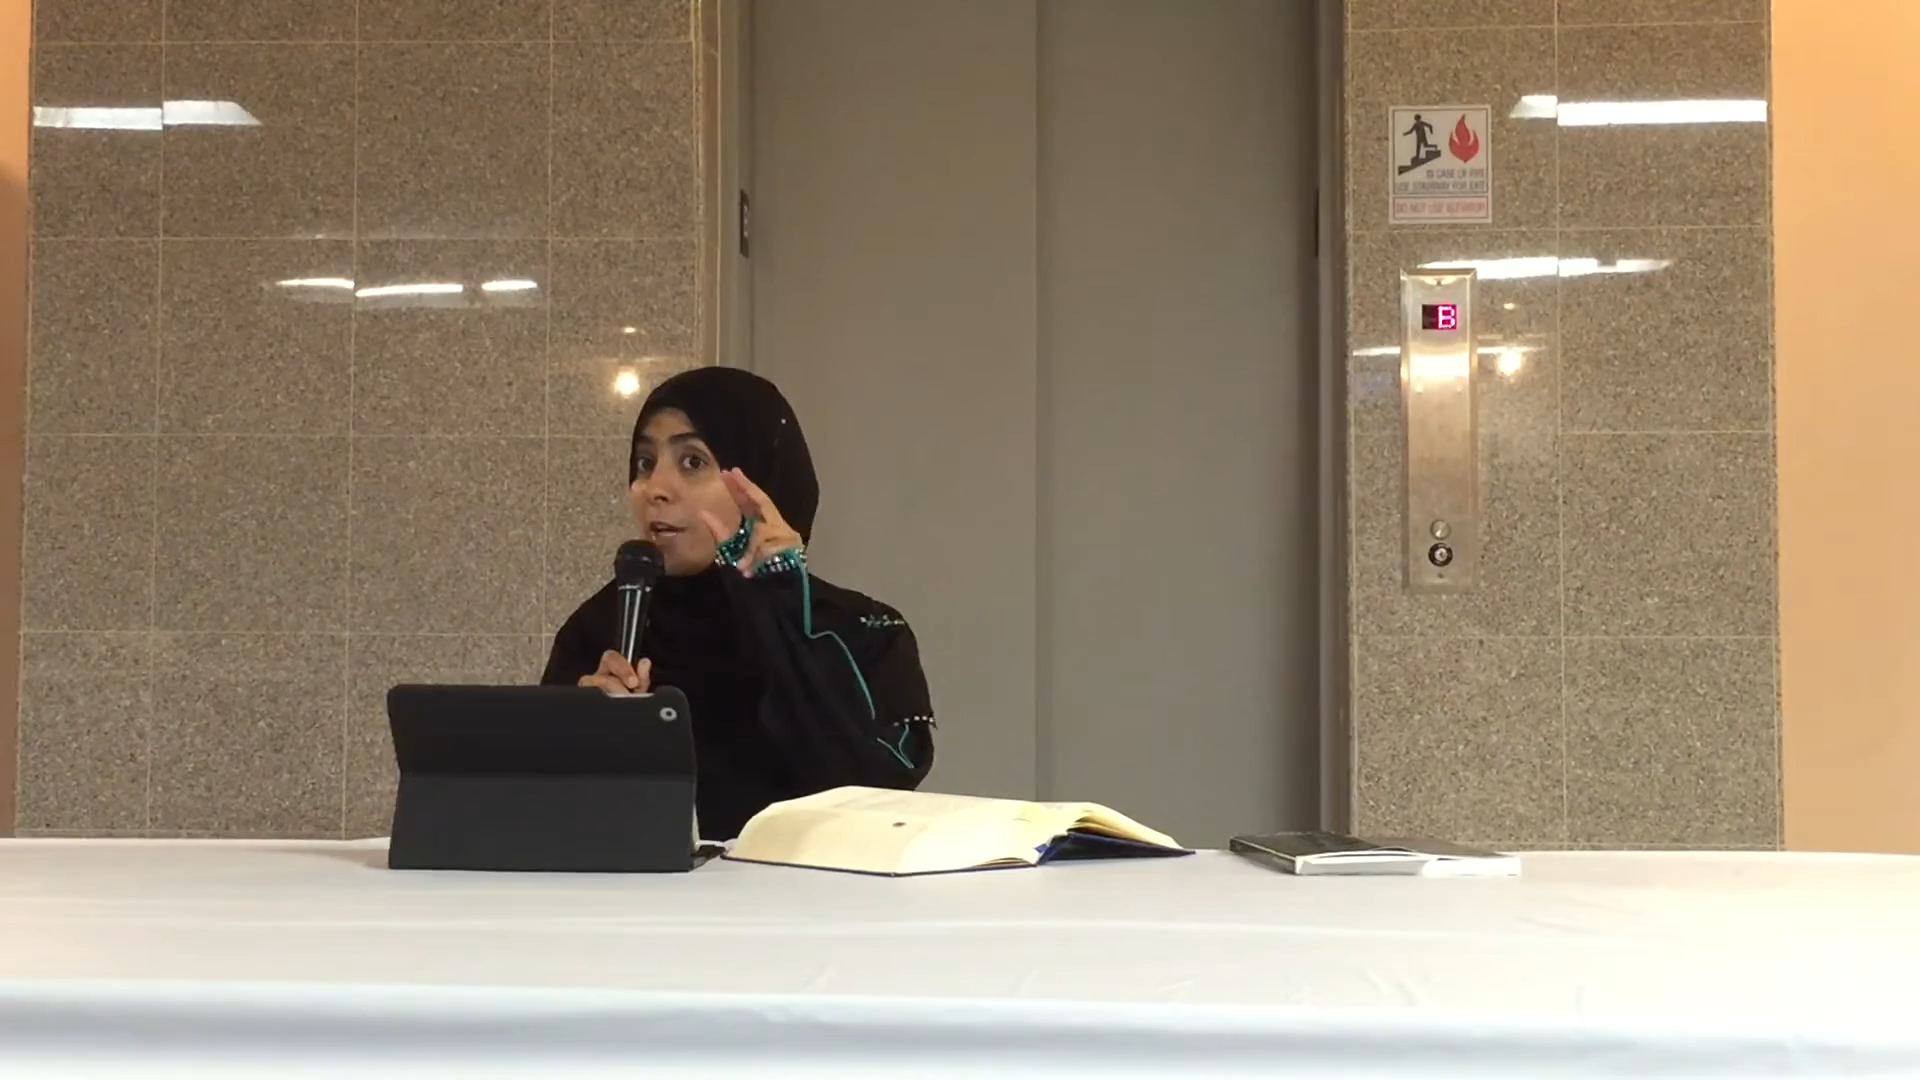 IN CASE OF FIRE
USE STAIRWAY FOR EXIT
DO NOT USE ELEVATOR
B